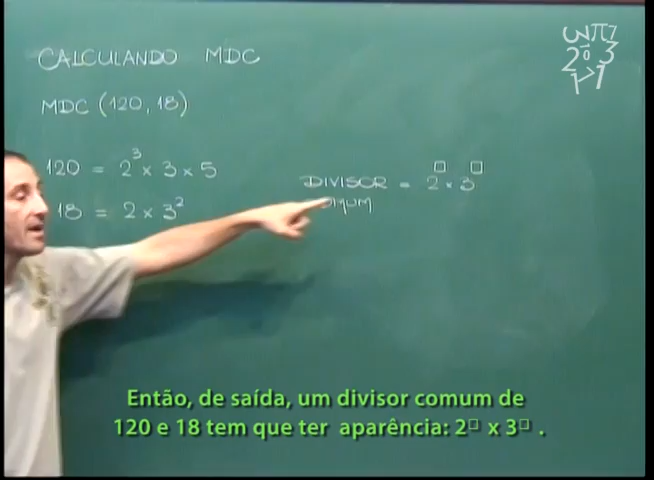 CALCULANDO MDC
MDC (120, 18)
120 = 2³ x 3 x 5
18 = 2 x 3²
DIVISOR = 2□ x 3□
OMUM
Então, de saída, um divisor comum de
120 e 18 tem que ter aparência: 2□ x 3□ .